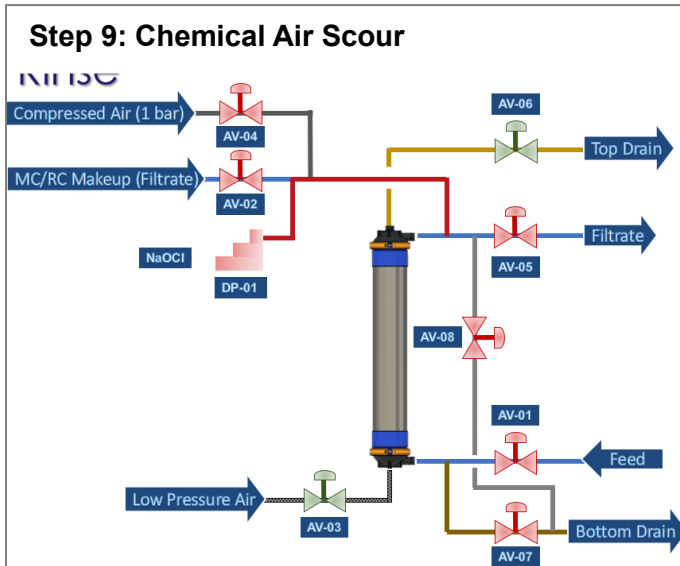 Step 9: Chemical Air Scour
Rinse
Compressed Air (1 bar)
AV-04
AV-06
Top Drain
MC/RC Makeup (Filtrate)
AV-02
Filtrate
AV-05
NaOCl
DP-01
AV-08
AV-01
Feed
Low Pressure Air
AV-03
Bottom Drain
AV-07